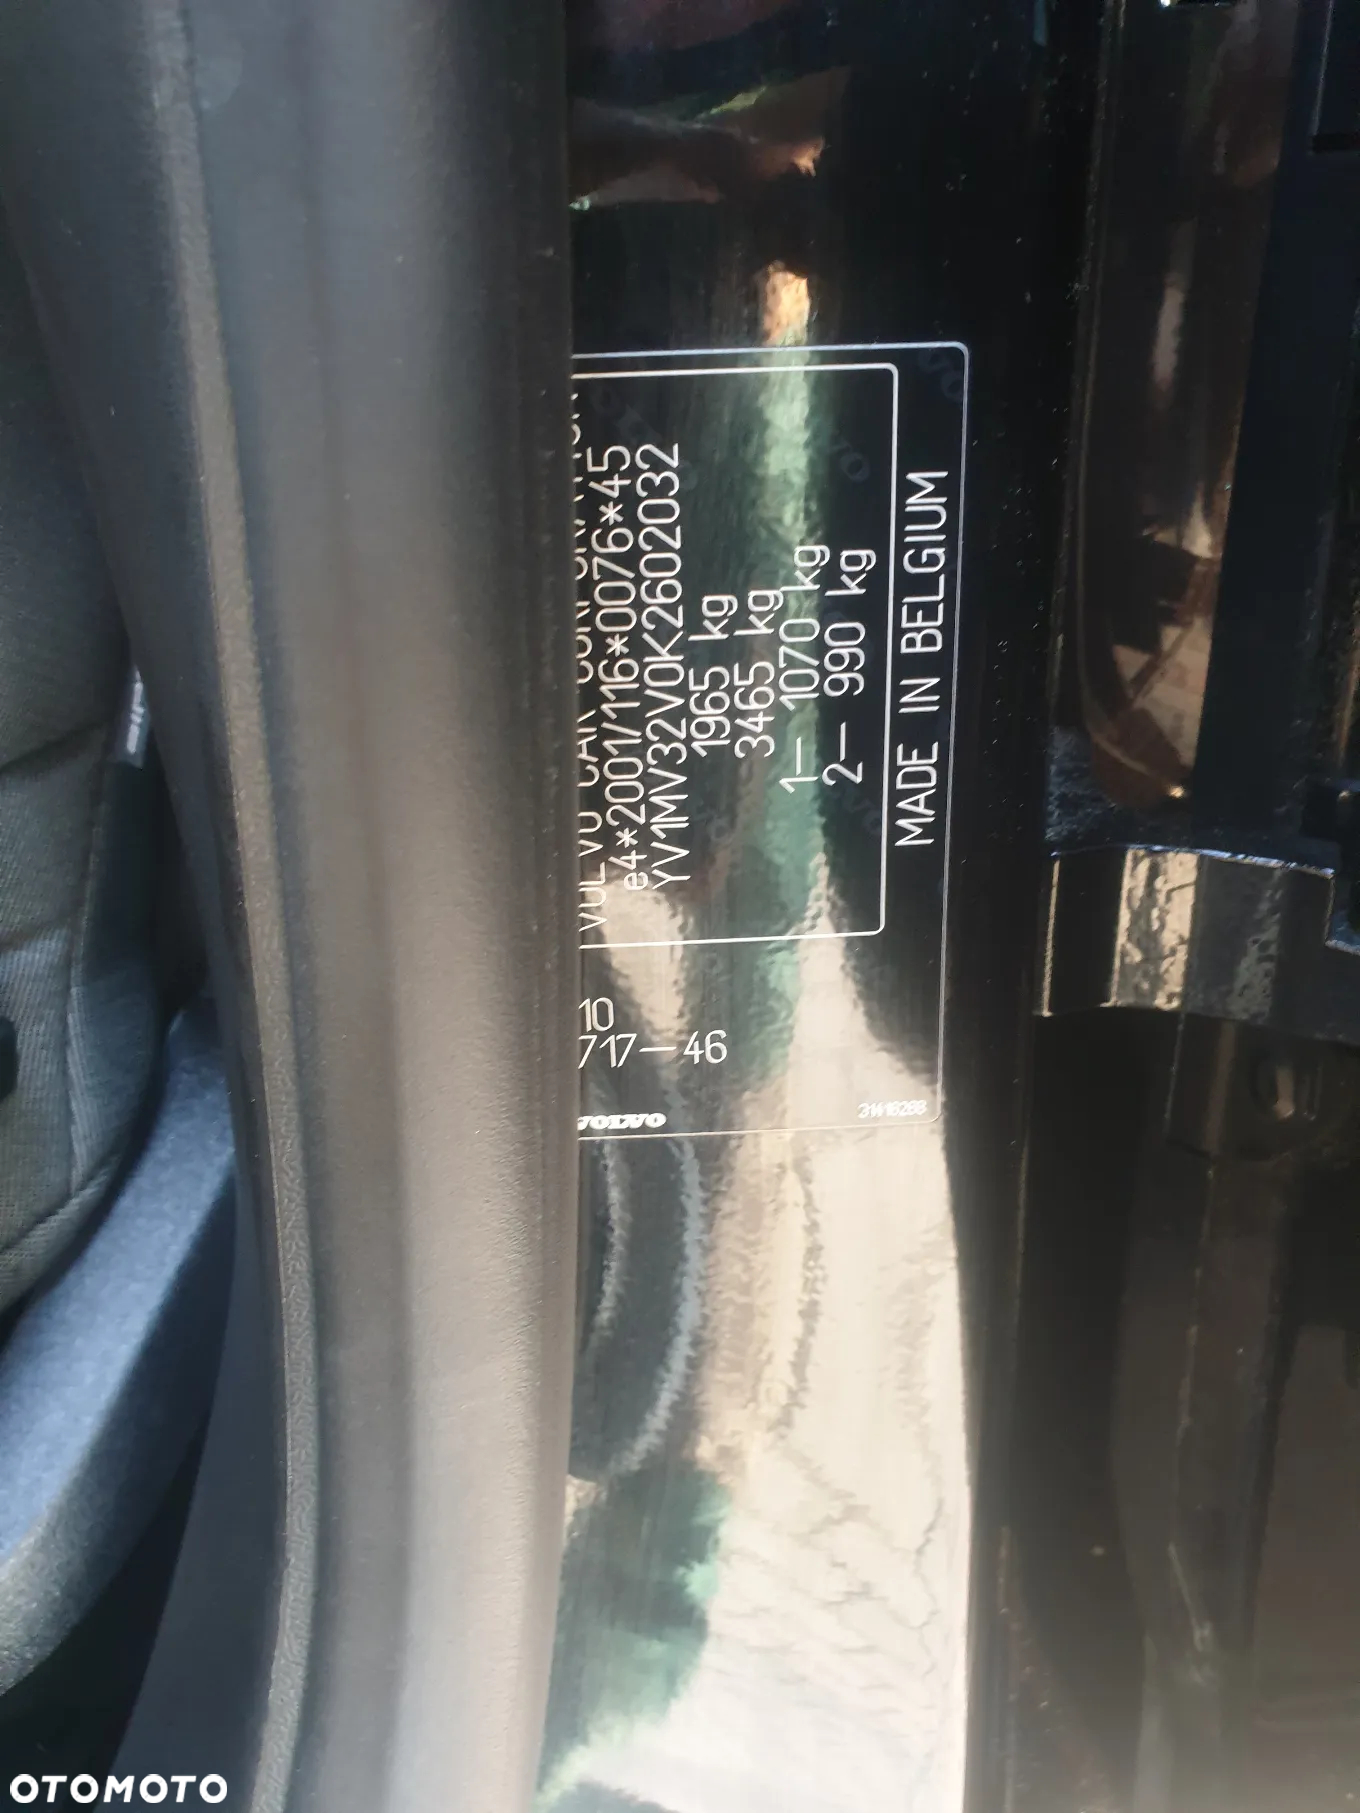 VOLVO CAR CORPORATION
e4*2001/116*0076*45
YV1MV32V0K2602032
1965 kg
3465 kg
1– 1070 kg
2– 990 kg
MADE IN BELGIUM
10
717–46
VOLVO
31418268
OTOMOTO